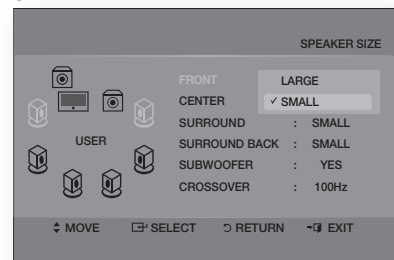 SPEAKER SIZE
FRONT LARGE
CENTER ✓ SMALL
SURROUND : SMALL
USER
SURROUND BACK : SMALL
SUBWOOFER : YES
CROSSOVER : 100Hz
MOVE SELECT RETURN EXIT